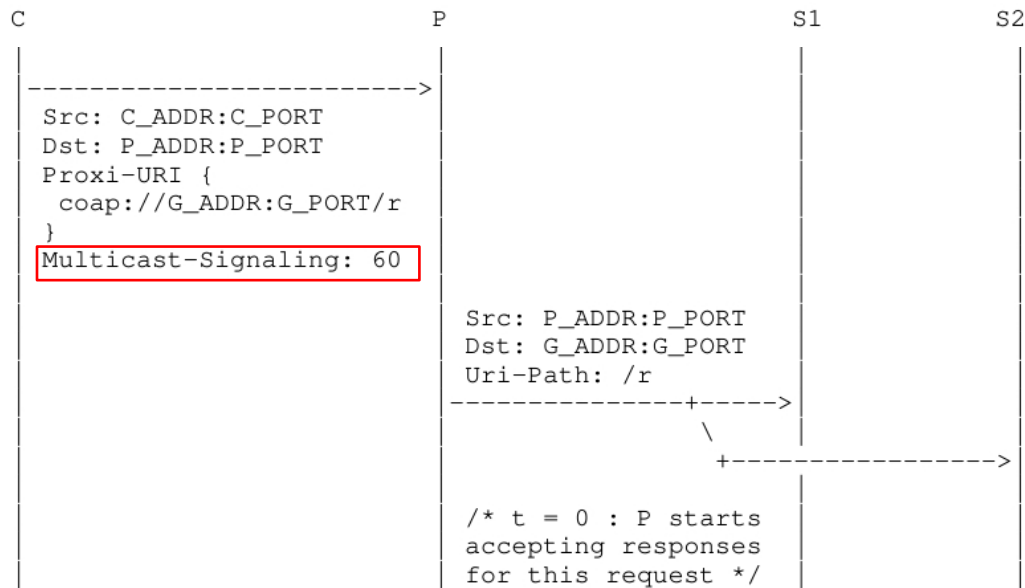 C P S1 S2
Src: C_ADDR:C_PORT
Dst: P_ADDR:P_PORT
Proxi-URI {
coap://G_ADDR:G_PORT/r
}
Multicast-Signaling: 60
Src: P_ADDR:P_PORT
Dst: G_ADDR:G_PORT
Uri-Path: /r
/* t = 0 : P starts
accepting responses
for this request */